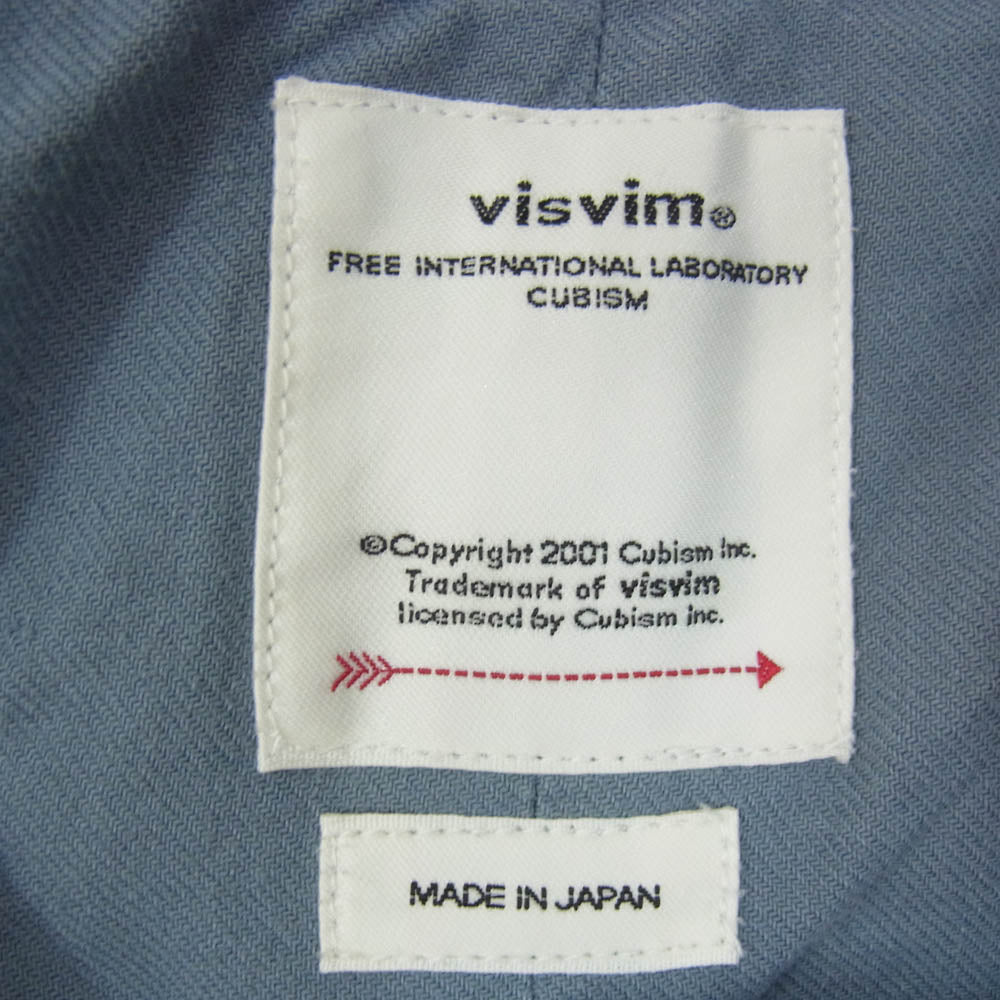 visvim®
FREE INTERNATIONAL LABORATORY
CUBISM
©Copyright 2001 Cubism Inc.
Trademark of visvim
licensed by Cubism inc.
MADE IN JAPAN